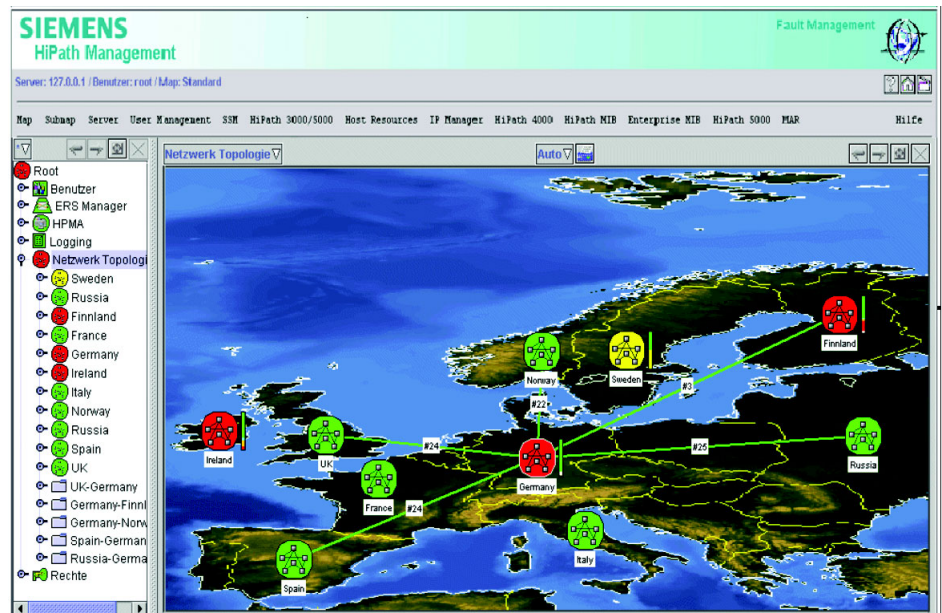 SIEMENS
HiPath Management
Fault Management
Server: 127.0.0.1 / Benutzer: root / Map: Standard
Map Submap Server User Management SSM HiPath 3000/5000 Host Resources IP Manager HiPath 4000 HiPath MIB Enterprise MIB HiPath 5000 MAR Hilfe
Netzwerk Topologie
Auto
Root
Benutzer
ERS Manager
HPMA
Logging
Netzwerk Topologi
Sweden
Russia
Finnland
France
Germany
Ireland
Italy
Norway
Russia
Spain
UK
UK-Germany
Germany-Finnl
Germany-Norw
Spain-German
Russia-Germa
Rechte
Finnland
Norway
Sweden
#3
#22
Ireland
UK
#24
#25
Russia
Germany
France
#24
Italy
Spain